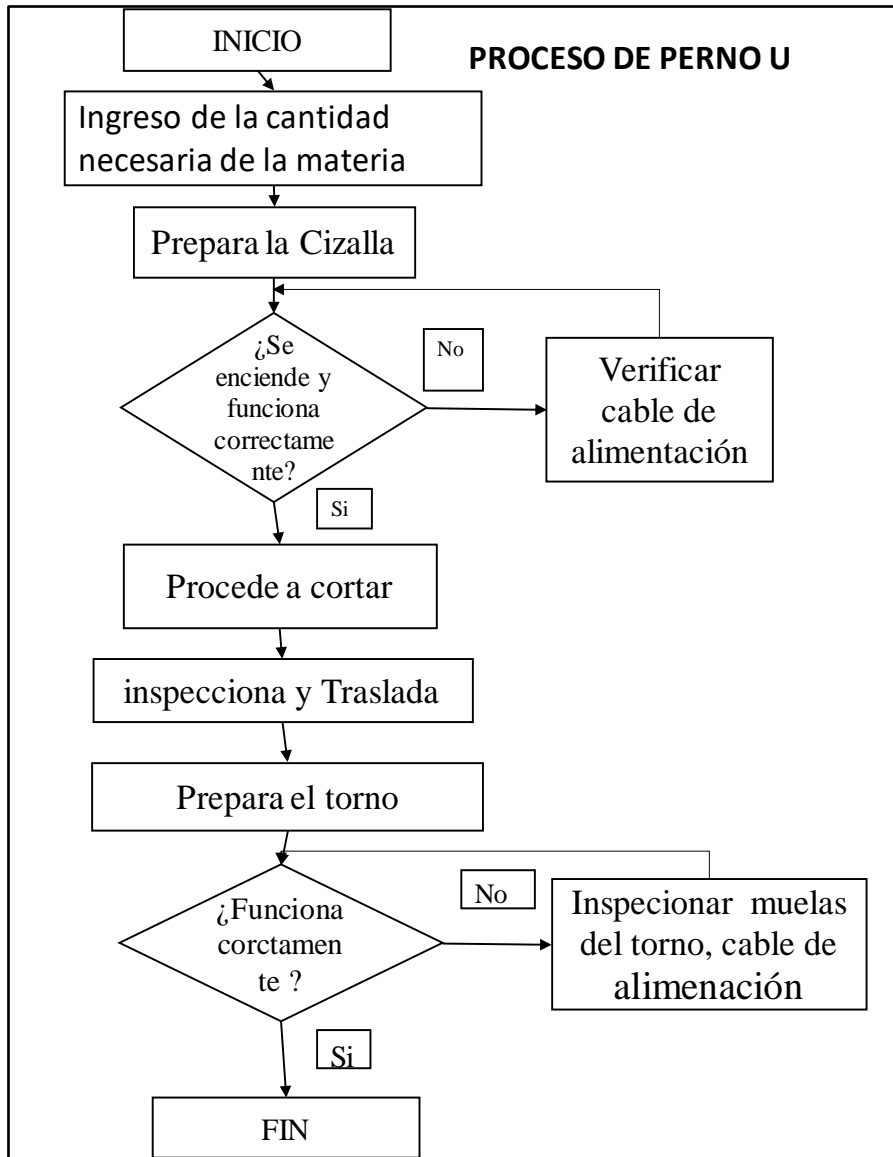 INICIO
PROCESO DE PERNO U
Ingreso de la cantidad
necesaria de la materia
Prepara la Cizalla
¿Se
enciende y
funciona
correctame
nte?
No
Verificar
cable de
alimentación
Si
Procede a cortar
inspecciona y Traslada
Prepara el torno
¿Funciona
corctamen
te ?
No
Inspecionar muelas
del torno, cable de
alimenación
Si
FIN